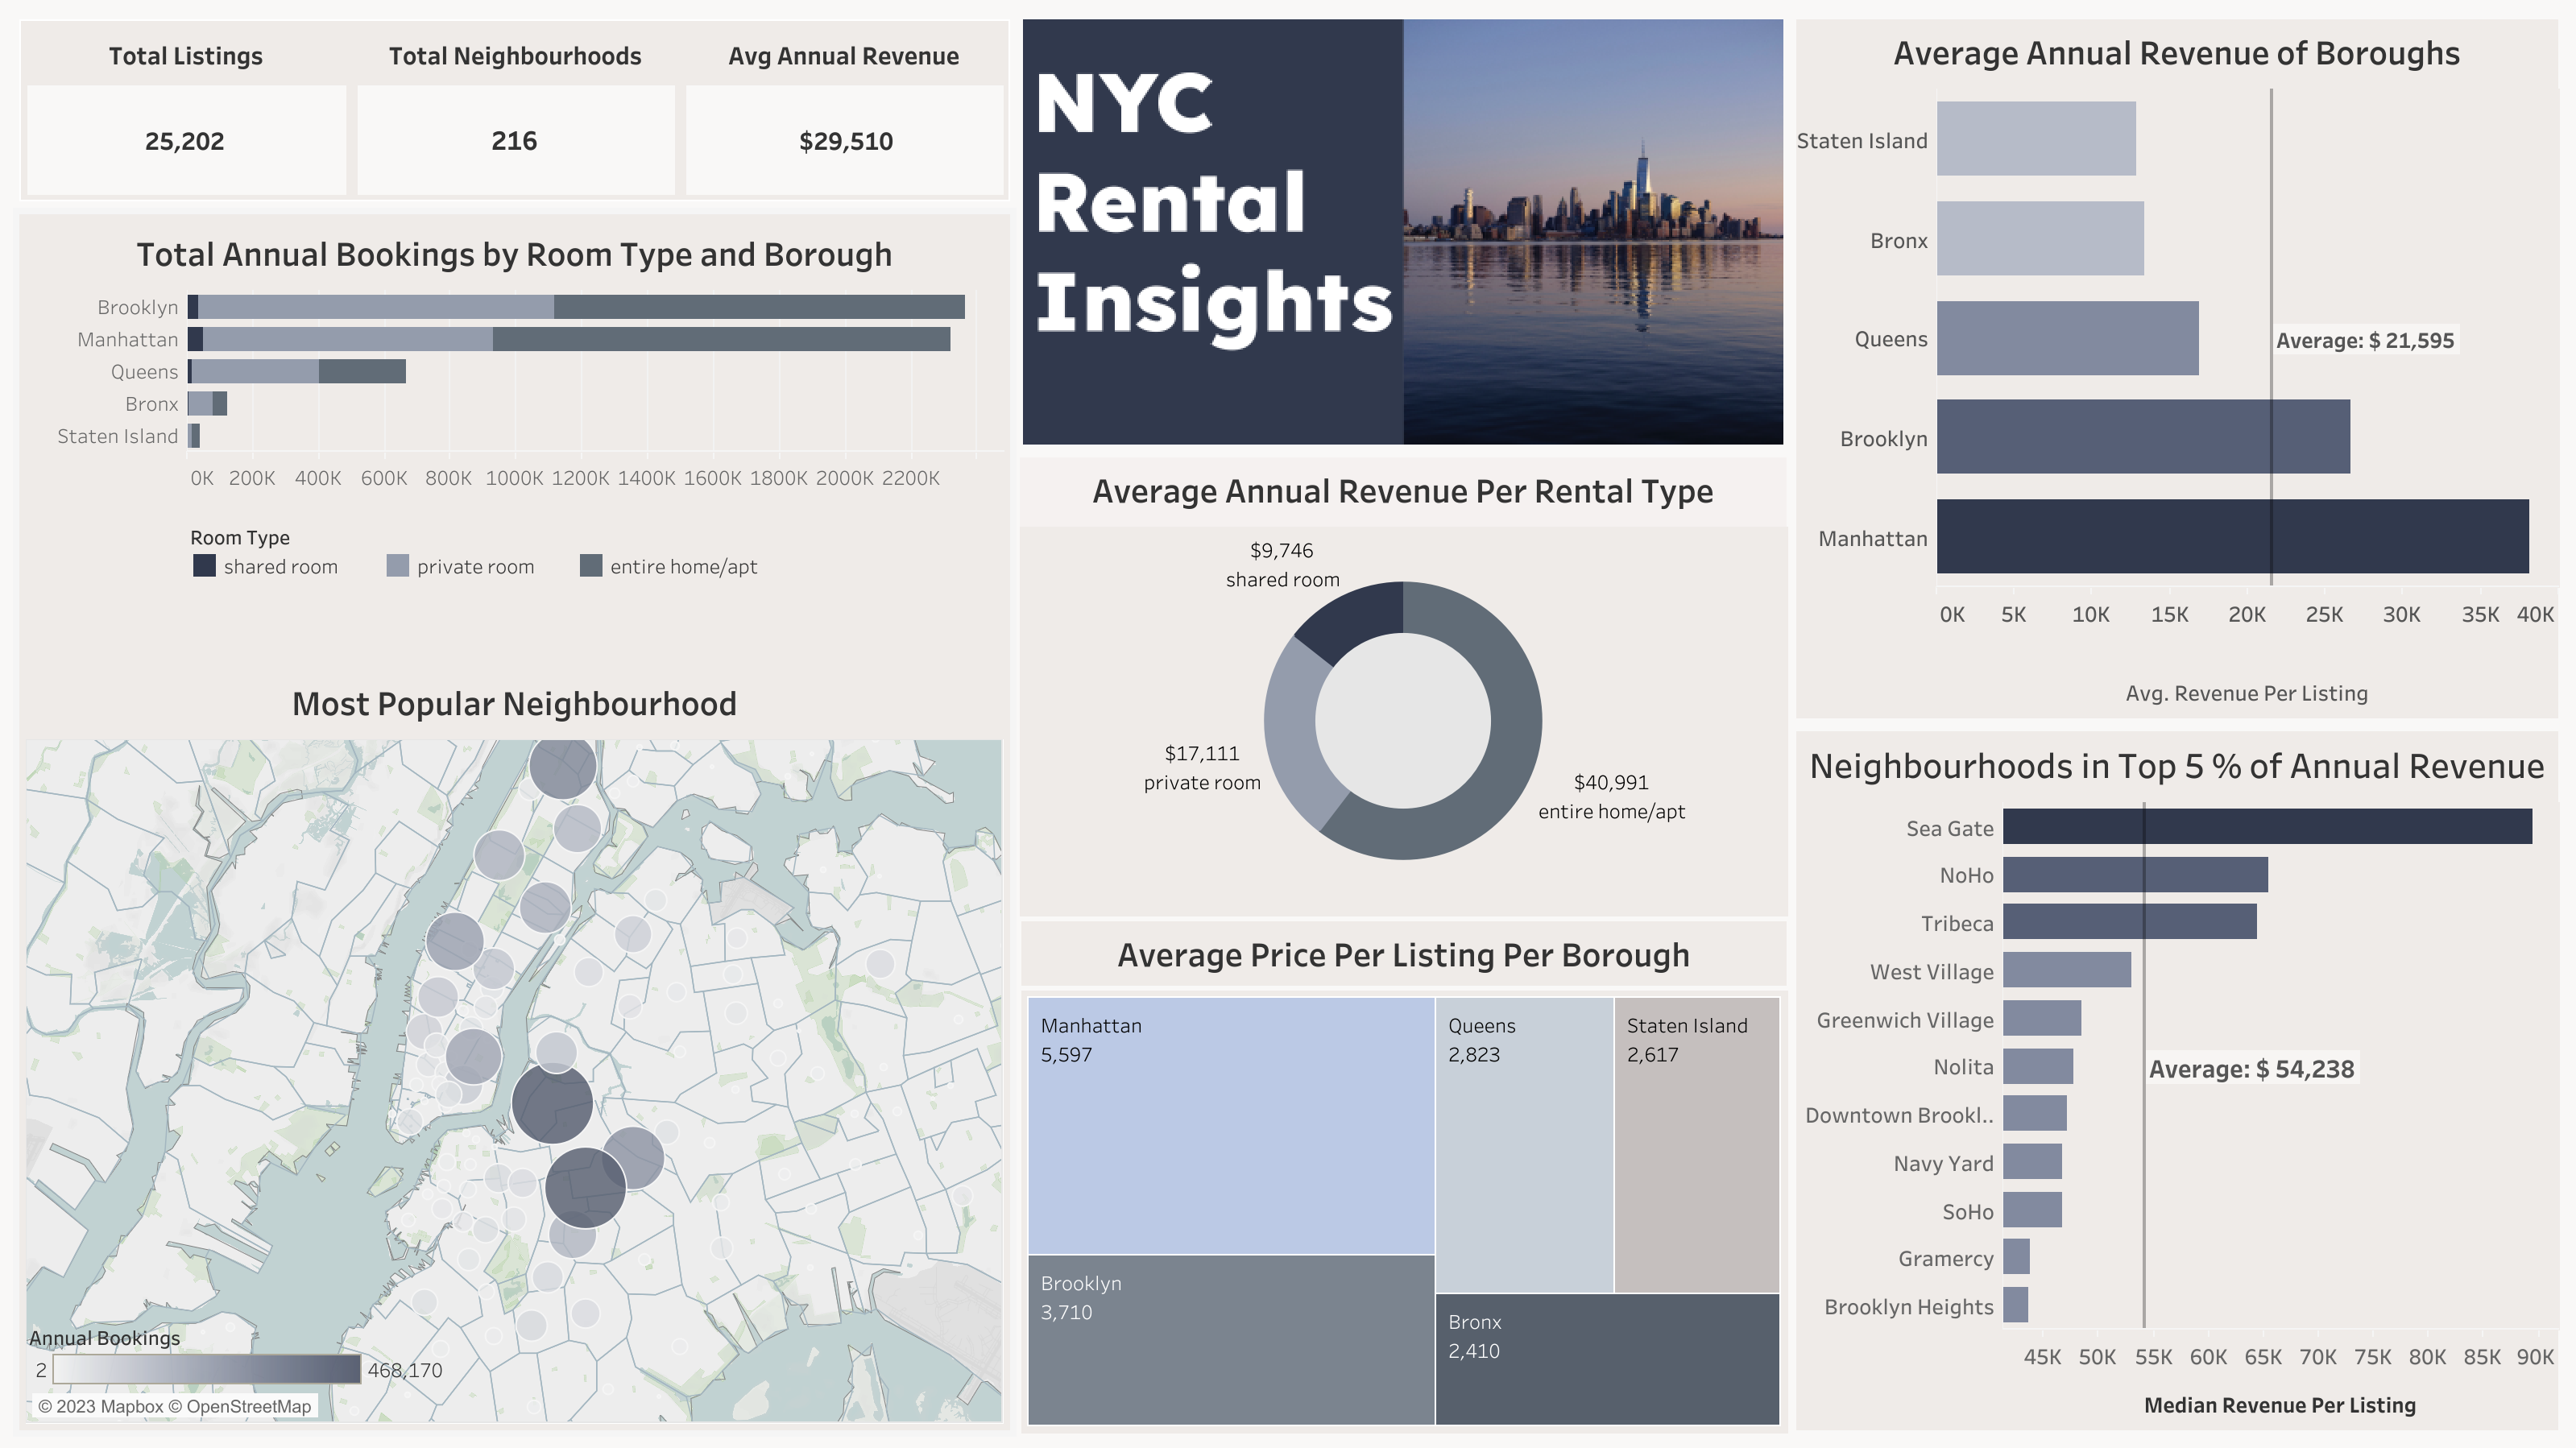 Total Listings
Total Neighbourhoods
Avg Annual Revenue
25,202
216
$29,510
Total Annual Bookings by Room Type and Borough
Brooklyn
Manhattan
Queens
Bronx
Staten Island
0K 200K 400K 600K 800K 1000K 1200K 1400K 1600K 1800K 2000K 2200K
Room Type
shared room
private room
entire home/apt
Most Popular Neighbourhood
Annual Bookings
2
468,170
© 2023 Mapbox © OpenStreetMap
NYC
Rental
Insights
Average Annual Revenue Per Rental Type
$9,746
shared room
$17,111
private room
$40,991
entire home/apt
Average Price Per Listing Per Borough
Manhattan
5,597
Queens
2,823
Staten Island
2,617
Brooklyn
3,710
Bronx
2,410
Average Annual Revenue of Boroughs
Staten Island
Bronx
Queens
Average: $ 21,595
Brooklyn
Manhattan
0K 5K 10K 15K 20K 25K 30K 35K 40K
Avg. Revenue Per Listing
Neighbourhoods in Top 5 % of Annual Revenue
Sea Gate
NoHo
Tribeca
West Village
Greenwich Village
Nolita
Average: $ 54,238
Downtown Brookl..
Navy Yard
SoHo
Gramercy
Brooklyn Heights
45K 50K 55K 60K 65K 70K 75K 80K 85K 90K
Median Revenue Per Listing